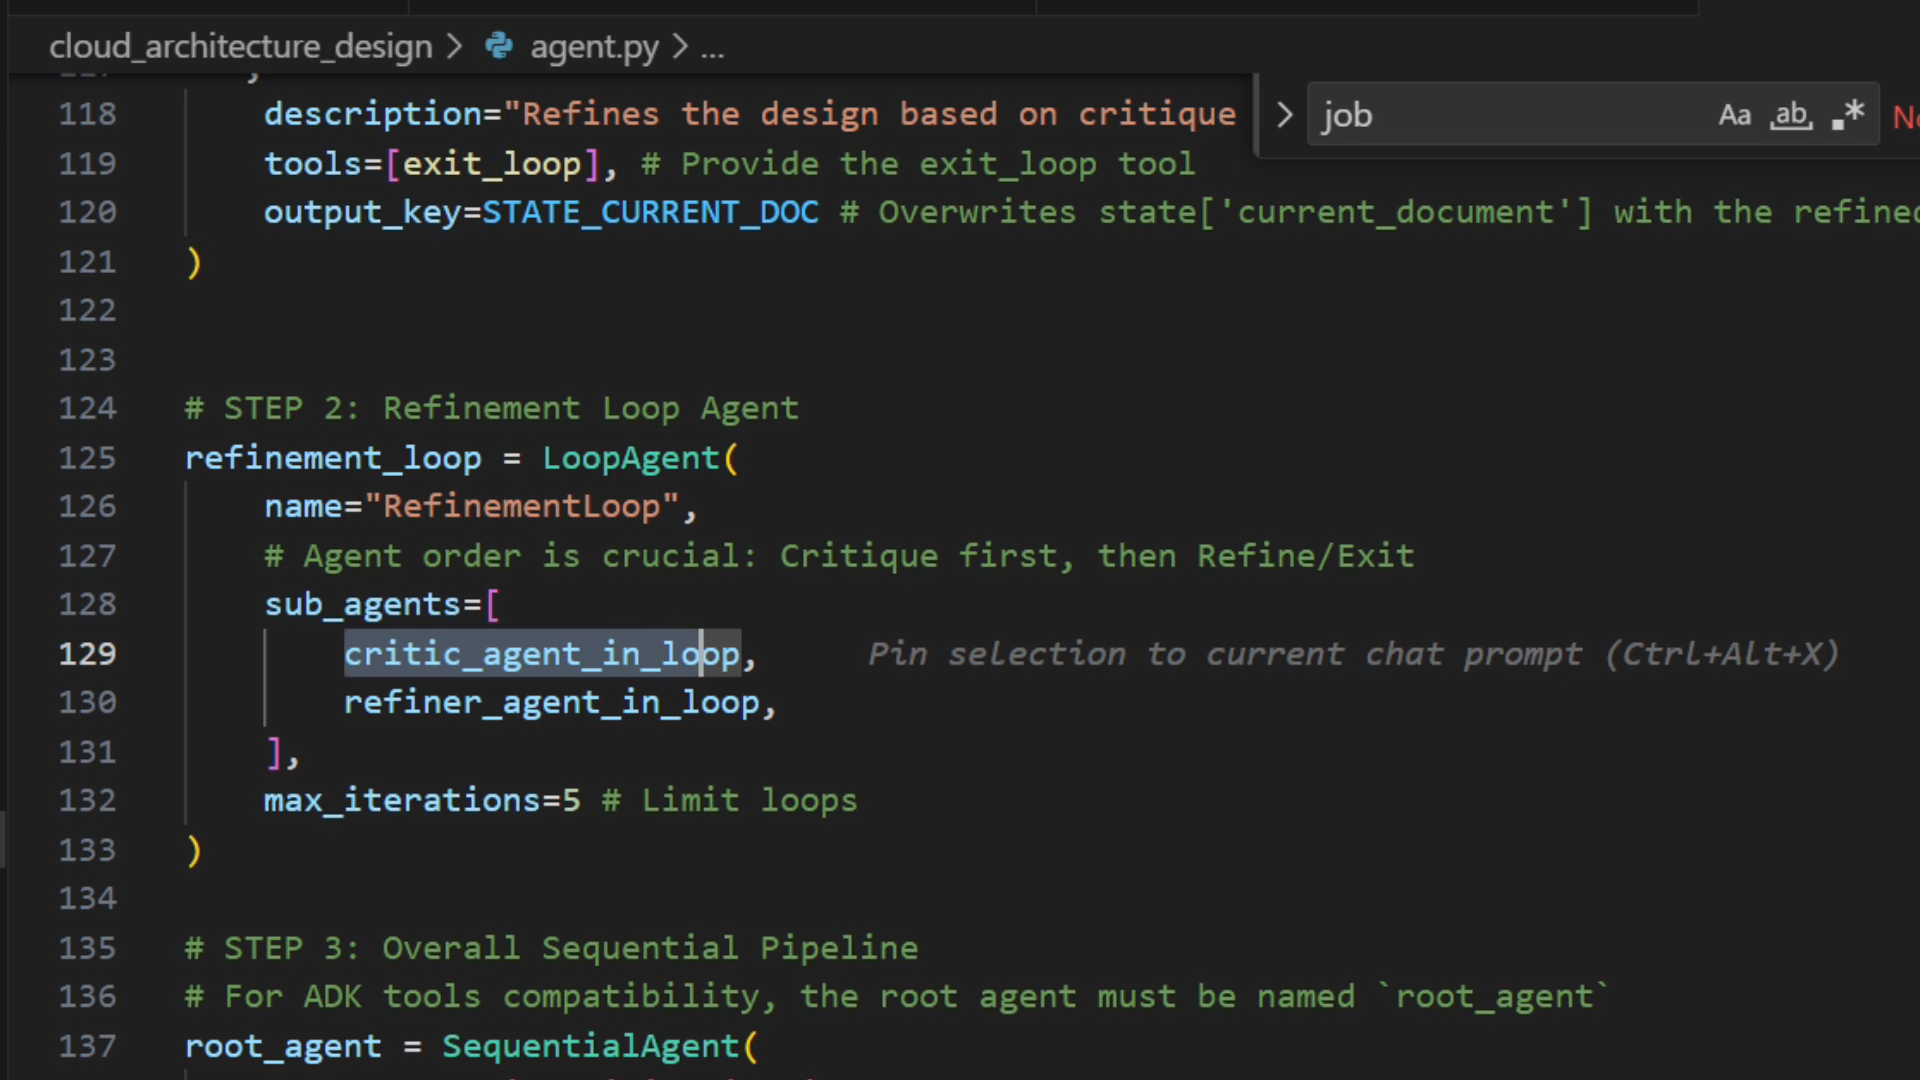 cloud_architecture_design > agent.py > ...
118 description="Refines the design based on critique
119 tools=[exit_loop], # Provide the exit_loop tool
120 output_key=STATE_CURRENT_DOC # Overwrites state['current_document'] with the refined
121 )
122
123
124 # STEP 2: Refinement Loop Agent
125 refinement_loop = LoopAgent(
126 name="RefinementLoop",
127 # Agent order is crucial: Critique first, then Refine/Exit
128 sub_agents=[
129 critic_agent_in_loop, Pin selection to current chat prompt (Ctrl+Alt+X)
130 refiner_agent_in_loop,
131 ],
132 max_iterations=5 # Limit loops
133 )
134
135 # STEP 3: Overall Sequential Pipeline
136 # For ADK tools compatibility, the root agent must be named `root_agent`
137 root_agent = SequentialAgent(
> job Aa ab .*